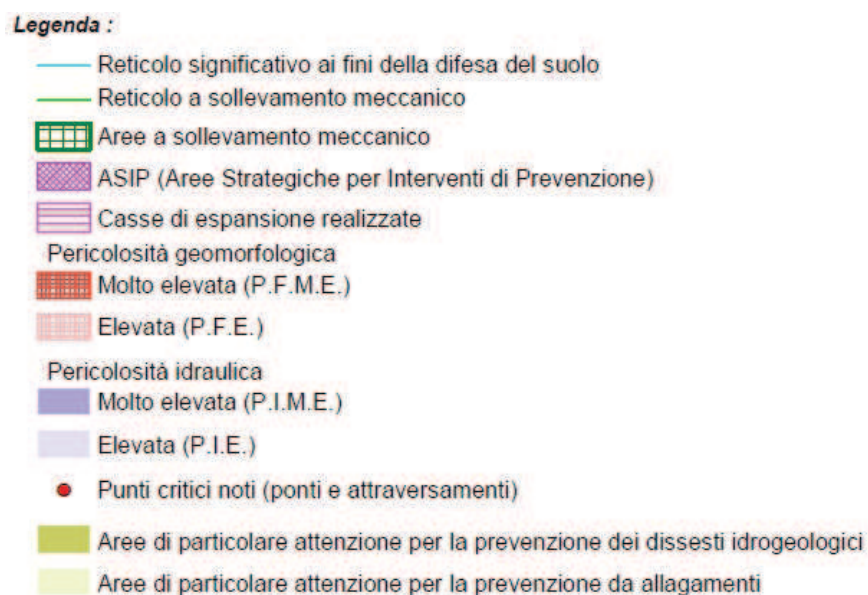 Legenda :
Reticolo significativo ai fini della difesa del suolo
Reticolo a sollevamento meccanico
Aree a sollevamento meccanico
ASIP (Aree Strategiche per Interventi di Prevenzione)
Casse di espansione realizzate
Pericolosità geomorfologica
Molto elevata (P.F.M.E.)
Elevata (P.F.E.)
Pericolosità idraulica
Molto elevata (P.I.M.E.)
Elevata (P.I.E.)
Punti critici noti (ponti e attraversamenti)
Aree di particolare attenzione per la prevenzione dei dissesti idrogeologici
Aree di particolare attenzione per la prevenzione da allagamenti